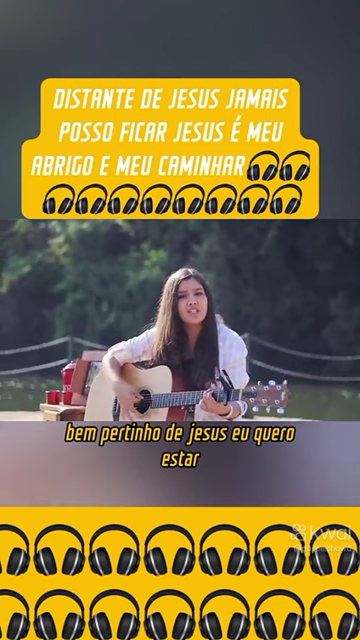 DISTANTE DE JESUS JAMAIS
POSSO FICAR JESUS É MEU
ABRIGO E MEU CAMINHAR
bem pertinho de jesus eu quero
estar
kwai